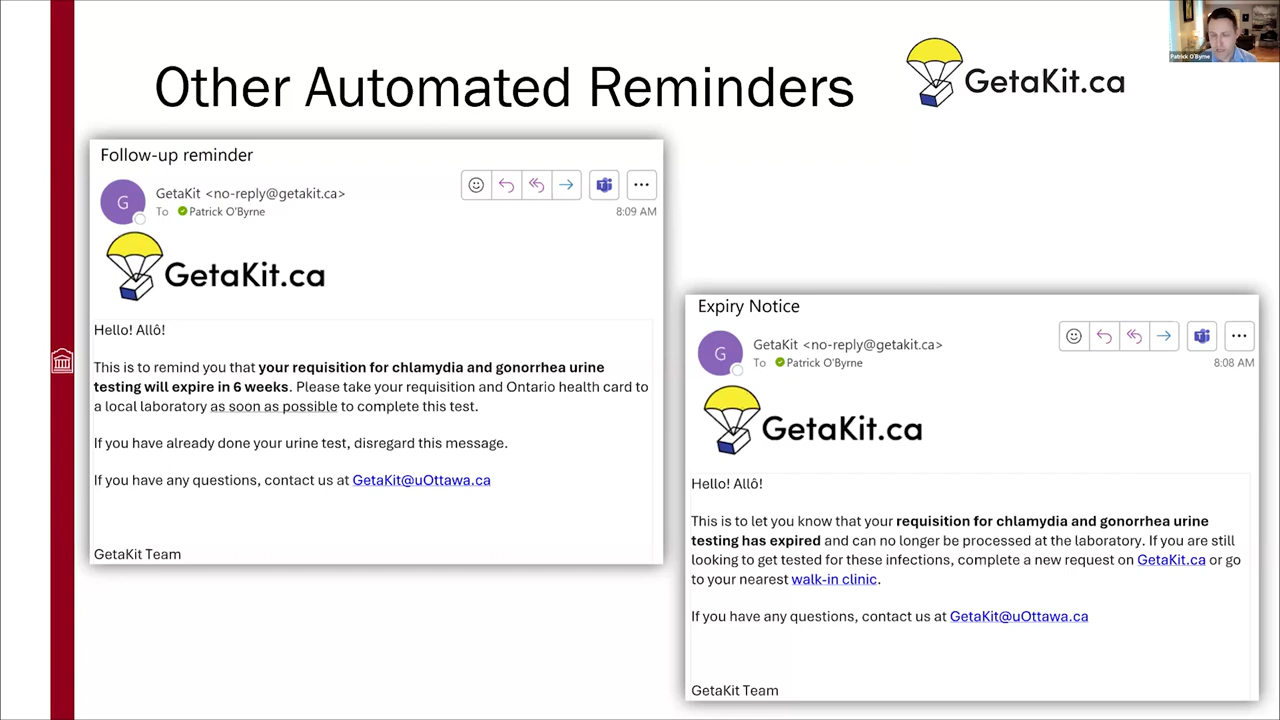 Other Automated Reminders
GetaKit.ca
Patrick O'Byrne
Follow-up reminder
G
GetaKit <no-reply@getakit.ca>
To Patrick O'Byrne
8:09 AM
GetaKit.ca
Hello! Allô!
This is to remind you that your requisition for chlamydia and gonorrhea urine
testing will expire in 6 weeks. Please take your requisition and Ontario health card to
a local laboratory as soon as possible to complete this test.
If you have already done your urine test, disregard this message.
If you have any questions, contact us at GetaKit@uOttawa.ca
GetaKit Team
Expiry Notice
G
GetaKit <no-reply@getakit.ca>
To Patrick O'Byrne
8:08 AM
GetaKit.ca
Hello! Allô!
This is to let you know that your requisition for chlamydia and gonorrhea urine
testing has expired and can no longer be processed at the laboratory. If you are still
looking to get tested for these infections, complete a new request on GetaKit.ca or go
to your nearest walk-in clinic.
If you have any questions, contact us at GetaKit@uOttawa.ca
GetaKit Team